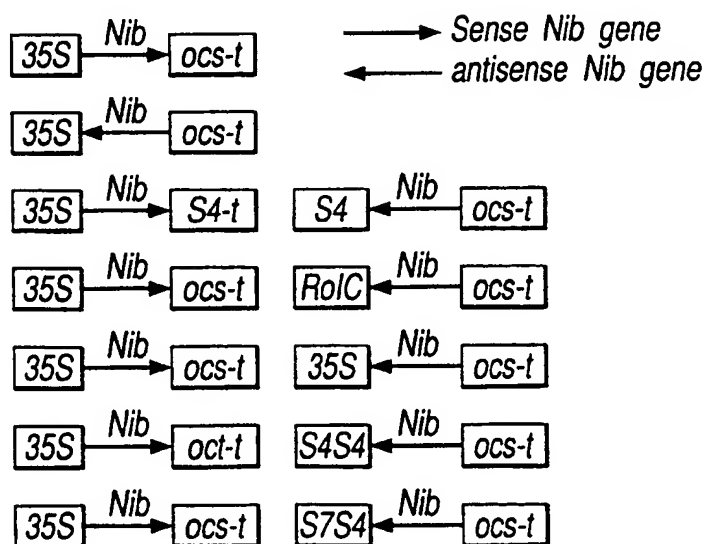 35S Nib ocs-t Sense Nib gene
antisense Nib gene
35S Nib ocs-t
35S Nib S4-t S4 Nib ocs-t
35S Nib ocs-t RolC Nib ocs-t
35S Nib ocs-t 35S Nib ocs-t
35S Nib oct-t S4S4 Nib ocs-t
35S Nib ocs-t S7S4 Nib ocs-t